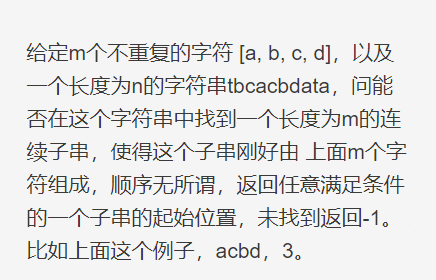 给定m个不重复的字符 [a, b, c, d]，以及
一个长度为n的字符串tbcacbdata，问能
否在这个字符串中找到一个长度为m的连
续子串，使得这个子串刚好由 上面m个字
符组成，顺序无所谓，返回任意满足条件
的一个子串的起始位置，未找到返回-1。
比如上面这个例子，acbd，3。